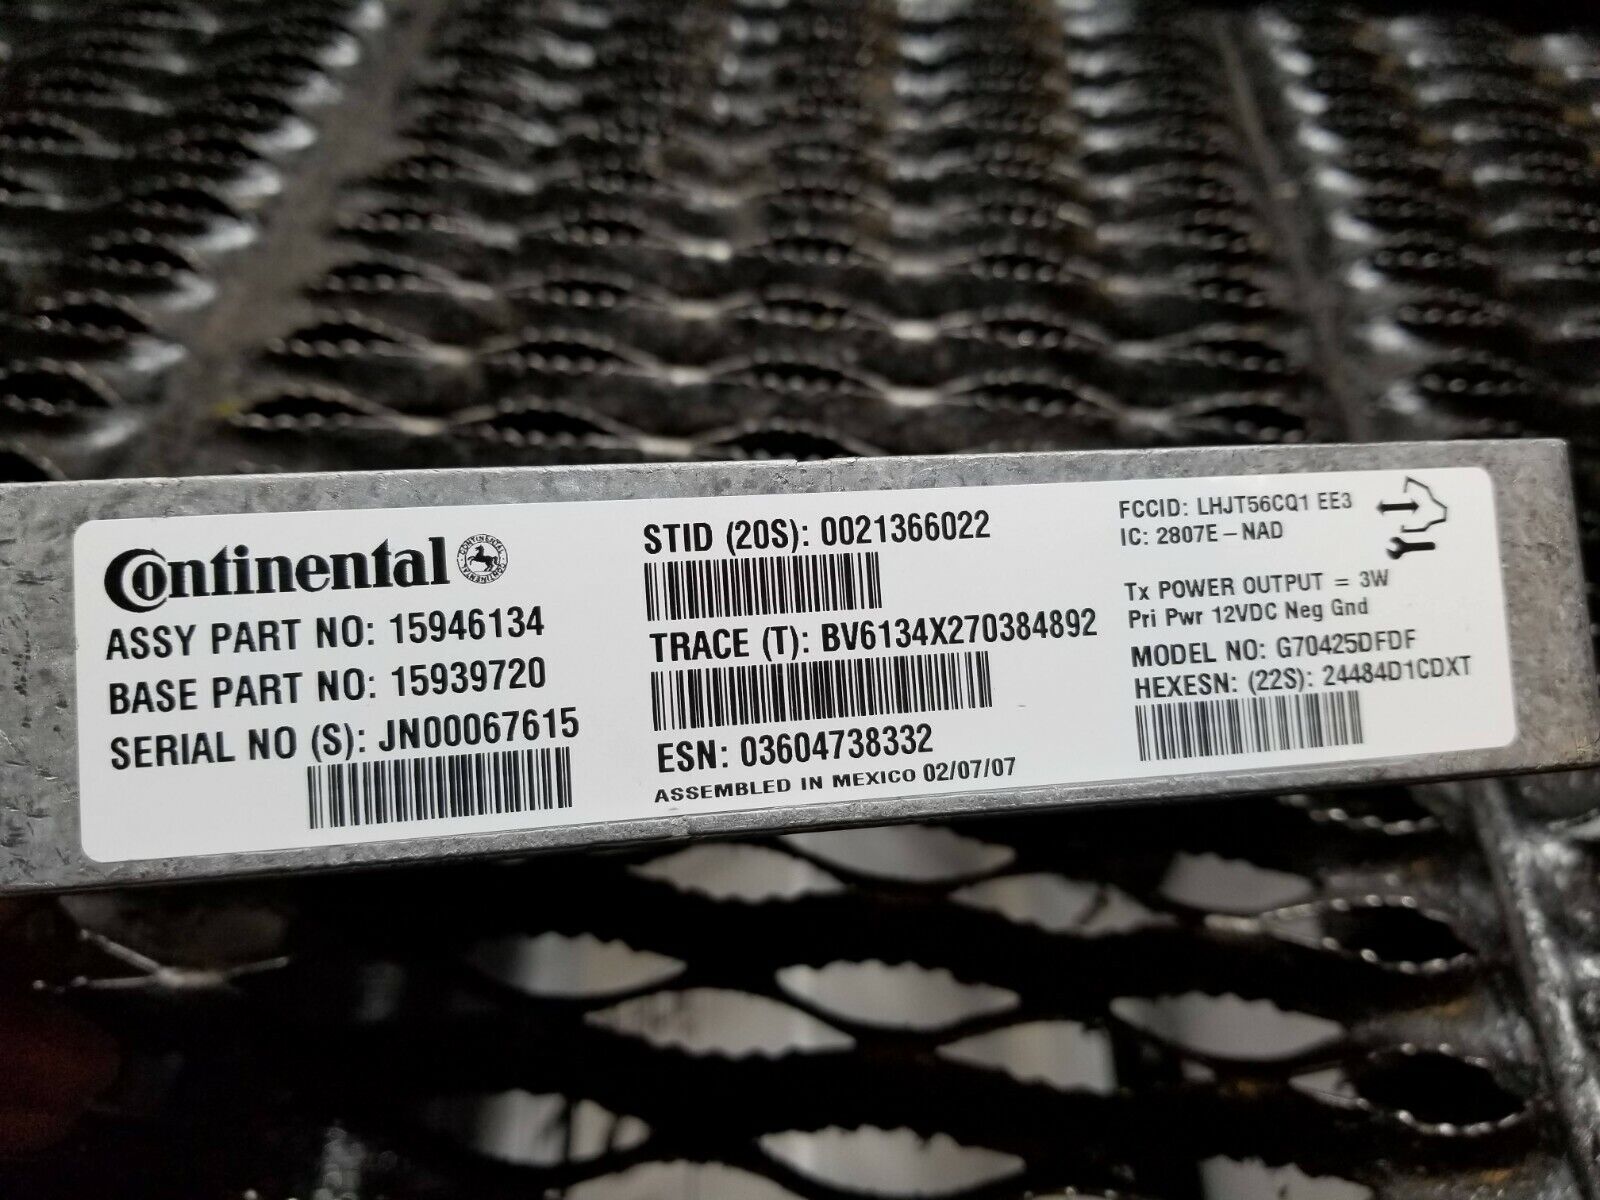 Continental
CONTINENTAL CONTINENTAL
ASSY PART NO: 15946134
BASE PART NO: 15939720
SERIAL NO (S): JN00067615
STID (20S): 0021366022
TRACE (T): BV6134X270384892
ESN: 03604738332
ASSEMBLED IN MEXICO 02/07/07
FCCID: LHJT56CQ1 EE3
IC: 2807E-NAD
Tx POWER OUTPUT = 3W
Pri Pwr 12VDC Neg Gnd
MODEL NO: G70425DFDF
HEXESN: (22S): 24484D1CDXT